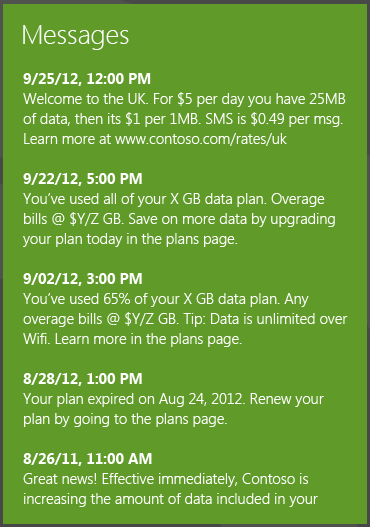 Messages
9/25/12, 12:00 PM
Welcome to the UK. For $5 per day you have 25MB
of data, then its $1 per 1MB. SMS is $0.49 per msg.
Learn more at www.contoso.com/rates/uk
9/22/12, 5:00 PM
You've used all of your X GB data plan. Overage
bills @ $Y/Z GB. Save on more data by upgrading
your plan today in the plans page.
9/02/12, 3:00 PM
You've used 65% of your X GB data plan. Any
overage bills @ $Y/Z GB. Tip: Data is unlimited over
Wifi. Learn more in the plans page.
8/28/12, 1:00 PM
Your plan expired on Aug 24, 2012. Renew your
plan by going to the plans page.
8/26/11, 11:00 AM
Great news! Effective immediately, Contoso is
increasing the amount of data included in your